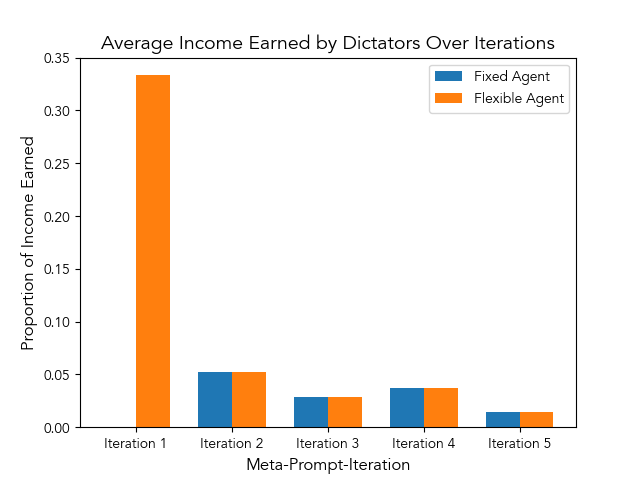 Average Income Earned by Dictators Over Iterations
Fixed Agent
Flexible Agent
Proportion of Income Earned
0.35
0.30
0.25
0.20
0.15
0.10
0.05
0.00
Iteration 1 Iteration 2 Iteration 3 Iteration 4 Iteration 5
Meta-Prompt-Iteration